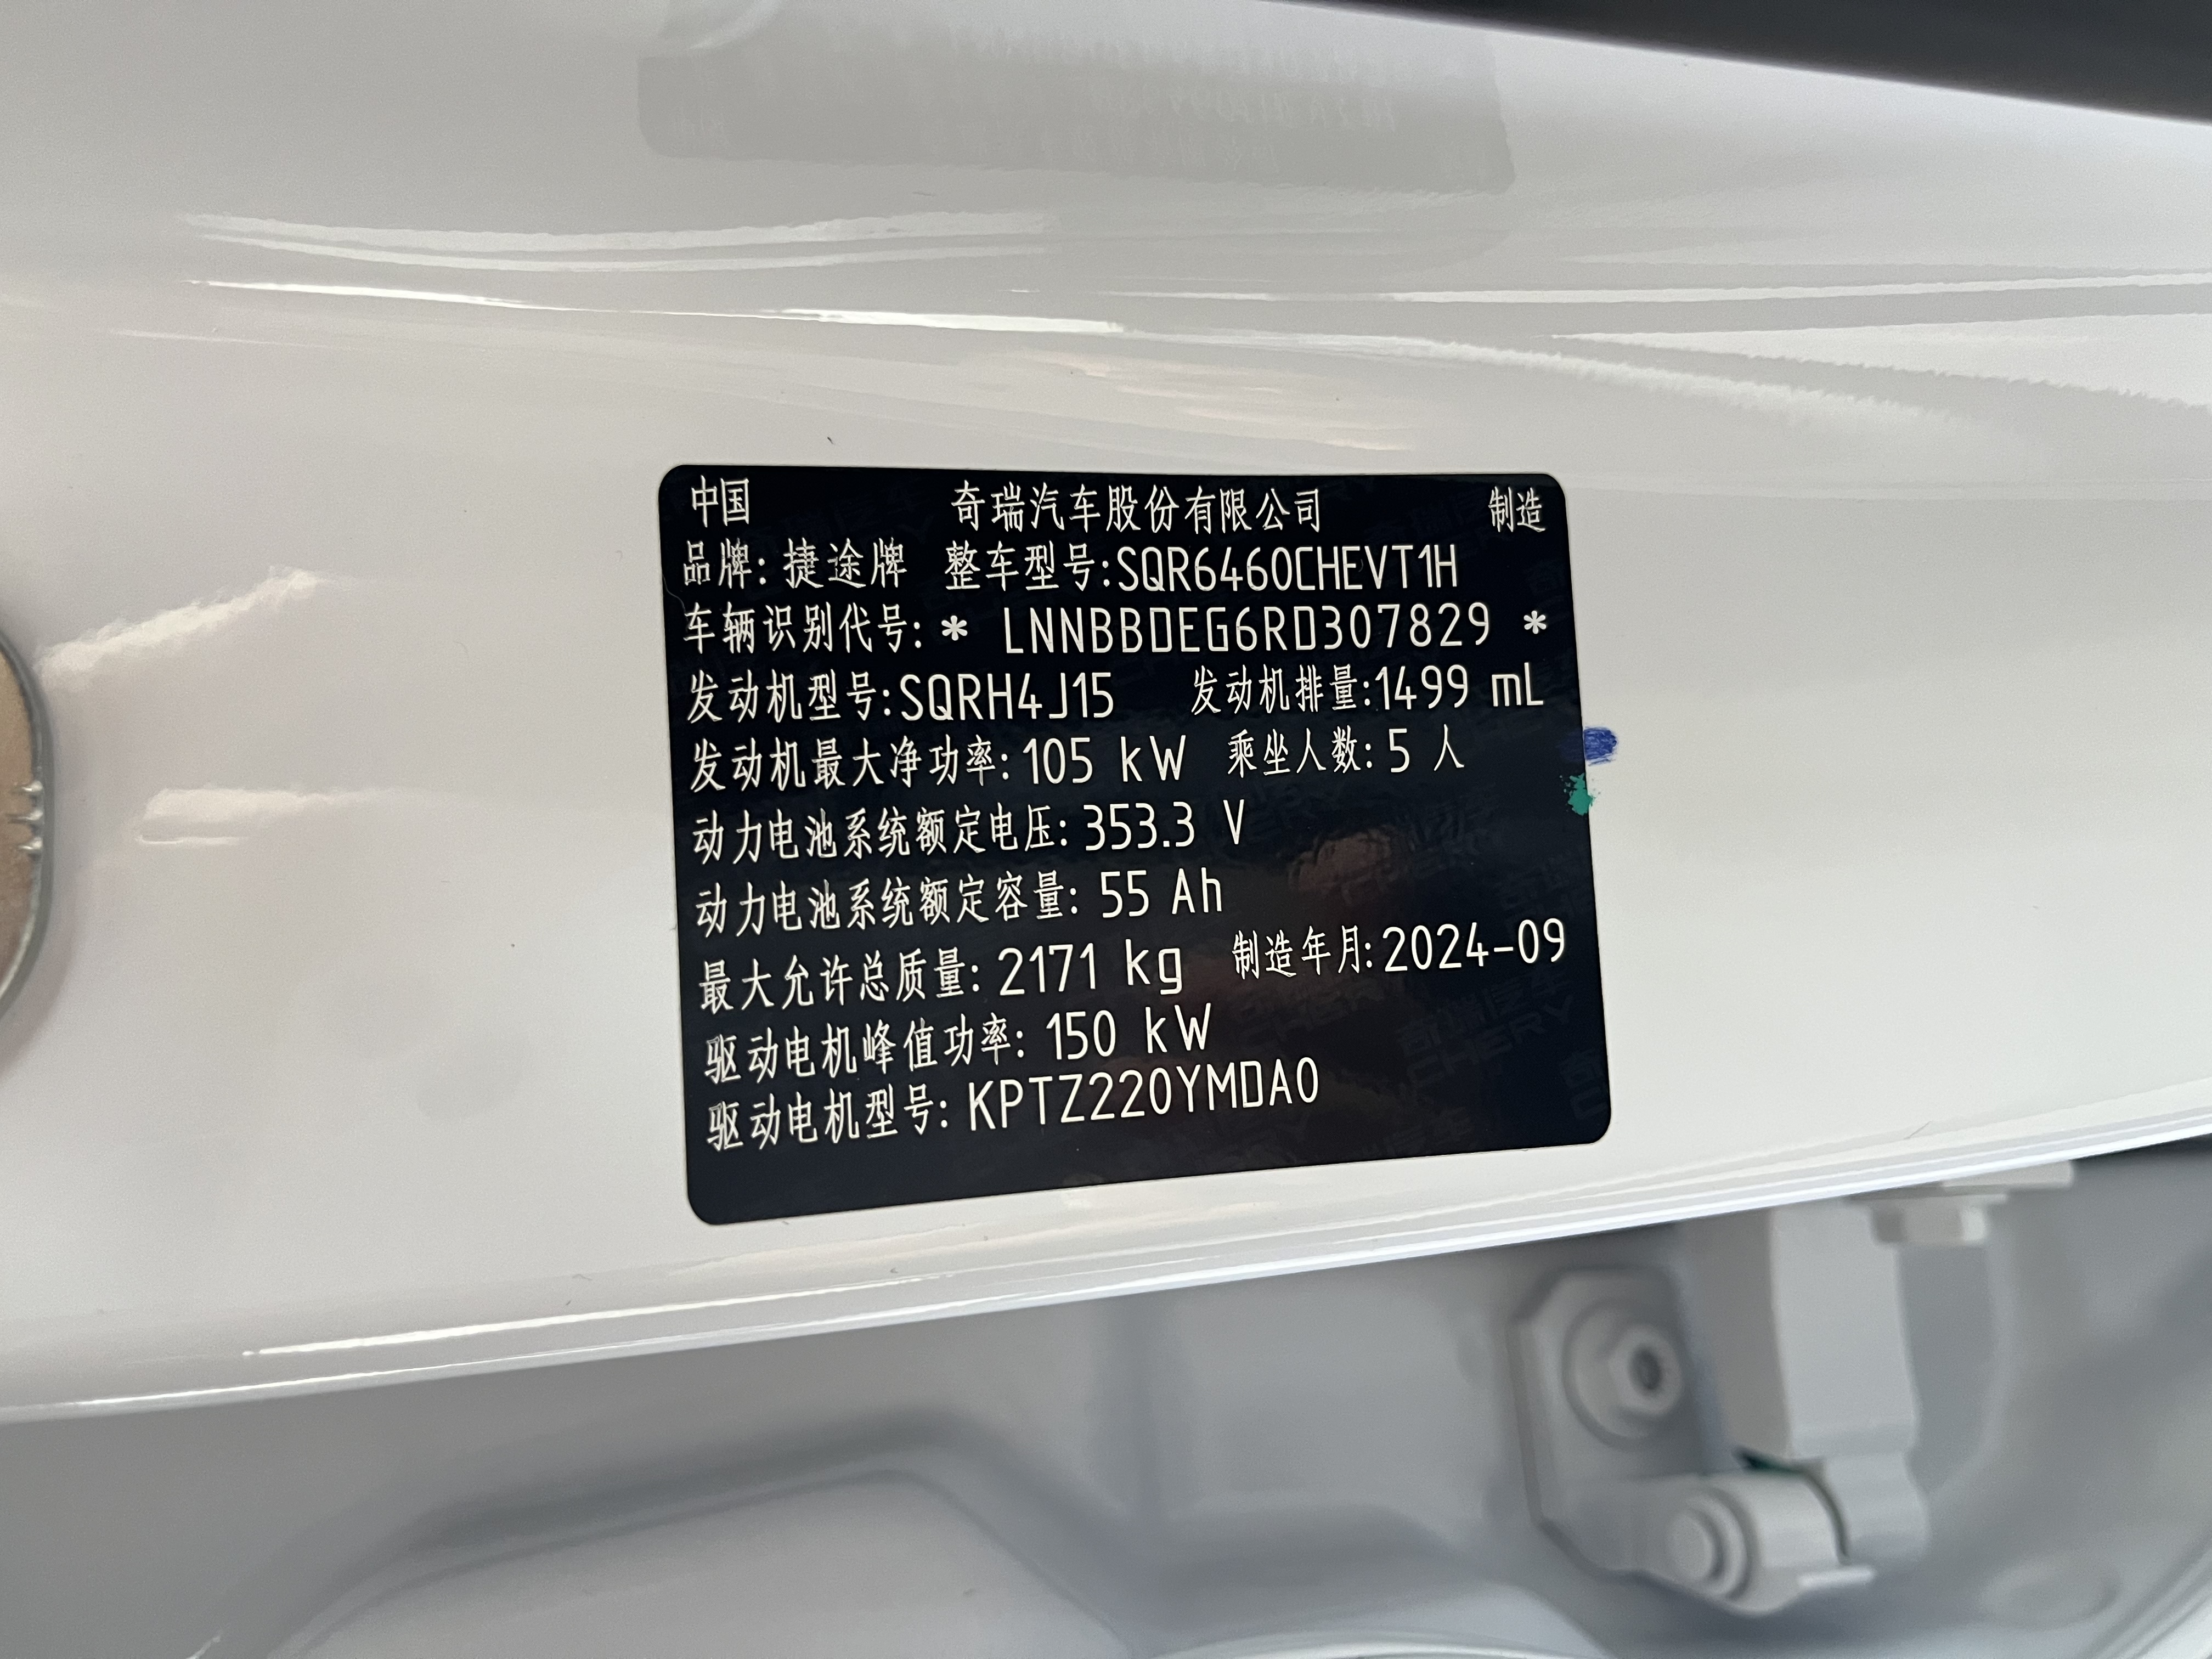 中国 奇瑞汽车股份有限公司 制造
品牌: 捷途牌 整车型号:SQR6460CHEVT1H
车辆识别代号:* LNNBBDEG6RD307829 *
发动机型号:SQRH4J15 发动机排量:1499 mL
发动机最大净功率: 105 kW 乘坐人数: 5 人
动力电池系统额定电压: 353.3 V
动力电池系统额定容量: 55 Ah
最大允许总质量: 2171 kg 制造年月:2024-09
驱动电机峰值功率: 150 kW
驱动电机型号: KPTZ220YMDA0